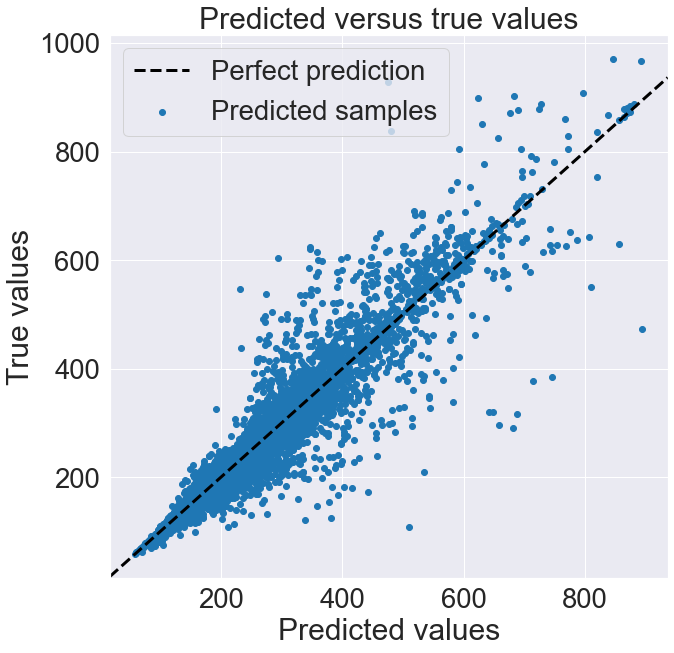 Predicted versus true values
1000
800
600
400
200
True values
Perfect prediction
Predicted samples
200 400 600 800
Predicted values